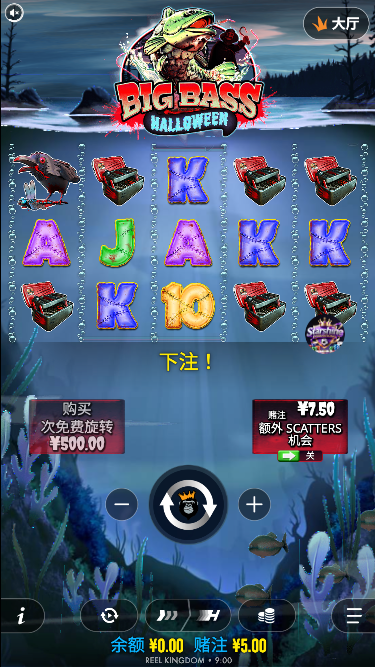 大厅
BIG BASS
HALLOWEEN
K
A J A K K
K 10
Starshine
下注！
购买
次免费旋转
¥500.00
赌注 ¥7.50
额外 SCATTERS
机会
关
余额 ¥0.00 赌注 ¥5.00
REEL KINGDOM • 9:00